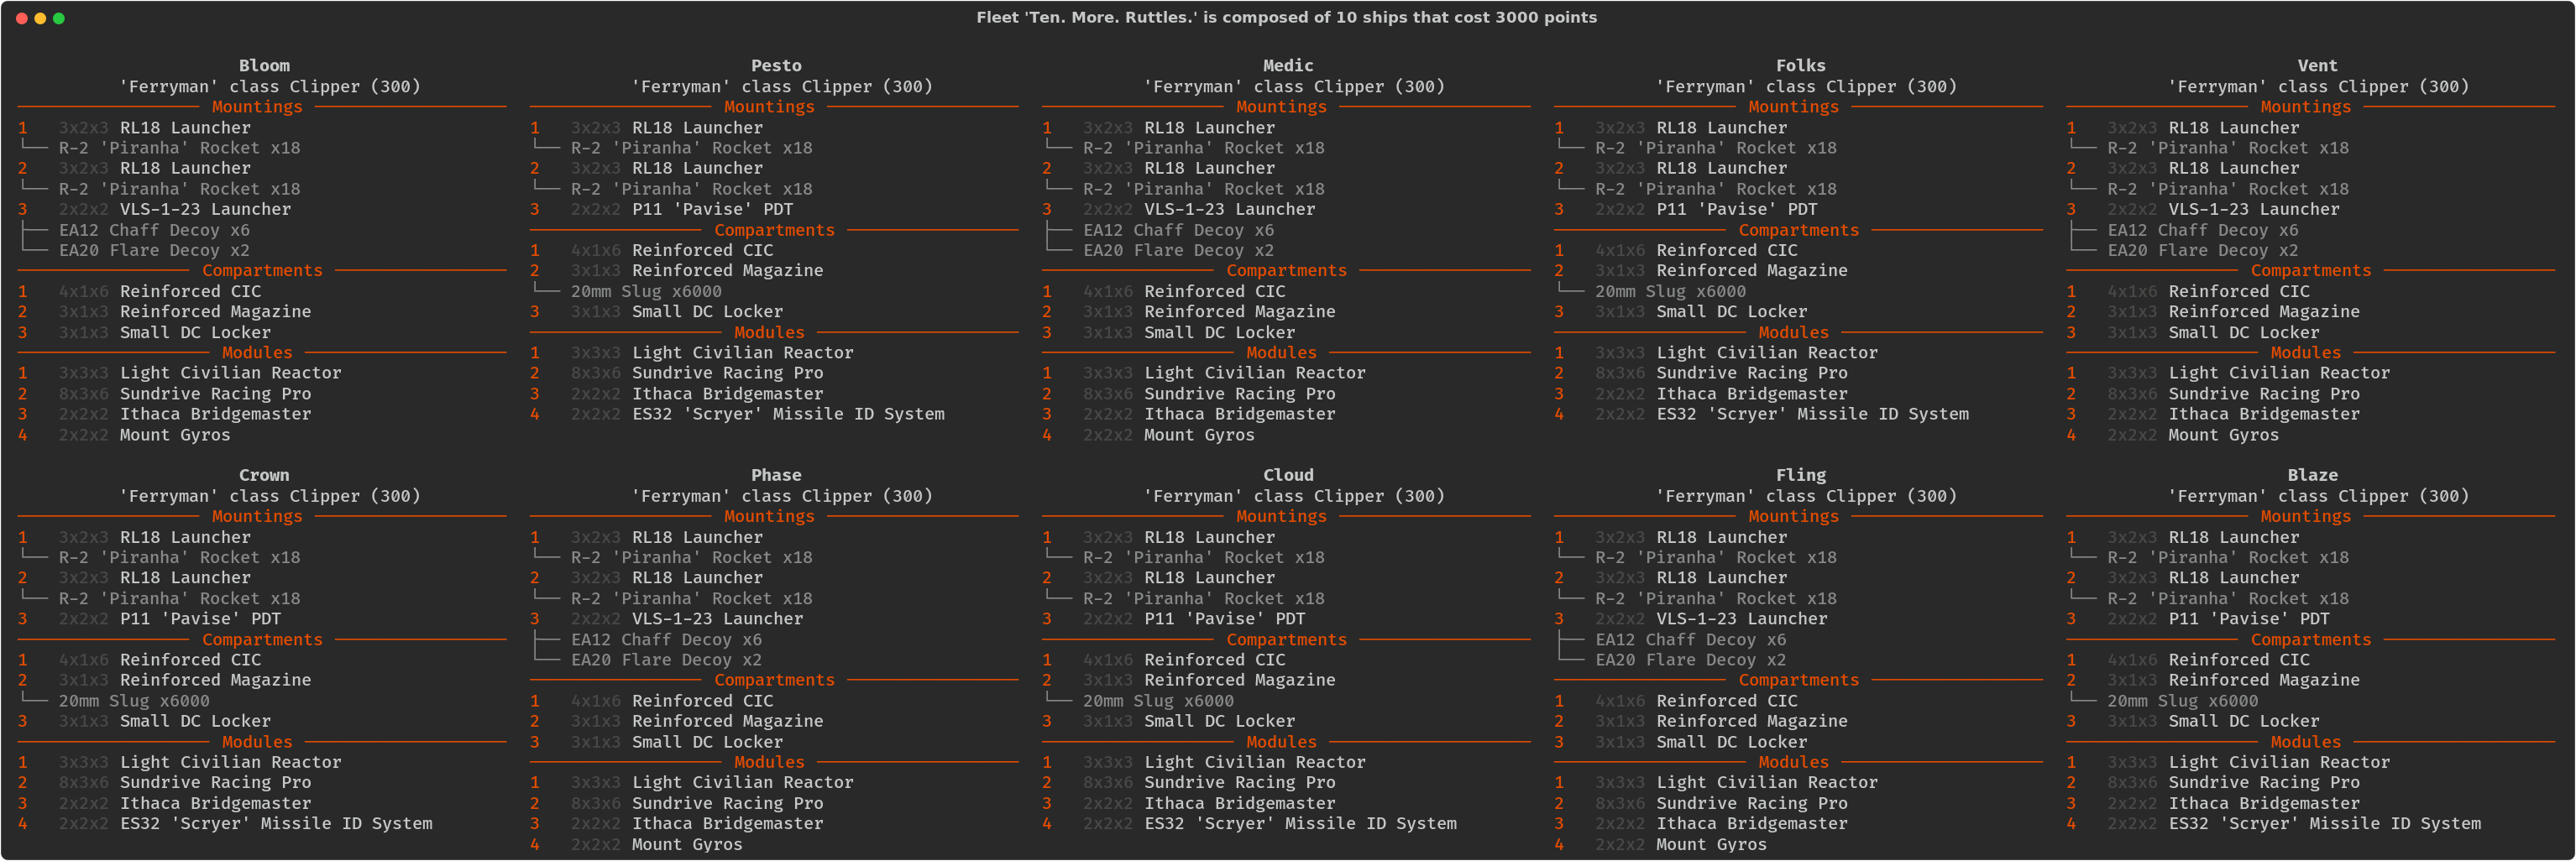 Fleet 'Ten. More. Ruttles.' is composed of 10 ships that cost 3000 points
Bloom
'Ferryman' class Clipper (300)
Mountings
1 3x2x3 RL18 Launcher
R-2 'Piranha' Rocket x18
2 3x2x3 RL18 Launcher
R-2 'Piranha' Rocket x18
3 2x2x2 VLS-1-23 Launcher
EA12 Chaff Decoy x6
EA20 Flare Decoy x2
Compartments
1 4x1x6 Reinforced CIC
2 3x1x3 Reinforced Magazine
3 3x1x3 Small DC Locker
Modules
1 3x3x3 Light Civilian Reactor
2 8x3x6 Sundrive Racing Pro
3 2x2x2 Ithaca Bridgemaster
4 2x2x2 Mount Gyros
Pesto
'Ferryman' class Clipper (300)
Mountings
1 3x2x3 RL18 Launcher
R-2 'Piranha' Rocket x18
2 3x2x3 RL18 Launcher
R-2 'Piranha' Rocket x18
3 2x2x2 P11 'Pavise' PDT
Compartments
1 4x1x6 Reinforced CIC
2 3x1x3 Reinforced Magazine
20mm Slug x6000
3 3x1x3 Small DC Locker
Modules
1 3x3x3 Light Civilian Reactor
2 8x3x6 Sundrive Racing Pro
3 2x2x2 Ithaca Bridgemaster
4 2x2x2 ES32 'Scryer' Missile ID System
Medic
'Ferryman' class Clipper (300)
Mountings
1 3x2x3 RL18 Launcher
R-2 'Piranha' Rocket x18
2 3x2x3 RL18 Launcher
R-2 'Piranha' Rocket x18
3 2x2x2 VLS-1-23 Launcher
EA12 Chaff Decoy x6
EA20 Flare Decoy x2
Compartments
1 4x1x6 Reinforced CIC
2 3x1x3 Reinforced Magazine
3 3x1x3 Small DC Locker
Modules
1 3x3x3 Light Civilian Reactor
2 8x3x6 Sundrive Racing Pro
3 2x2x2 Ithaca Bridgemaster
4 2x2x2 Mount Gyros
Folks
'Ferryman' class Clipper (300)
Mountings
1 3x2x3 RL18 Launcher
R-2 'Piranha' Rocket x18
2 3x2x3 RL18 Launcher
R-2 'Piranha' Rocket x18
3 2x2x2 P11 'Pavise' PDT
Compartments
1 4x1x6 Reinforced CIC
2 3x1x3 Reinforced Magazine
20mm Slug x6000
3 3x1x3 Small DC Locker
Modules
1 3x3x3 Light Civilian Reactor
2 8x3x6 Sundrive Racing Pro
3 2x2x2 Ithaca Bridgemaster
4 2x2x2 ES32 'Scryer' Missile ID System
Vent
'Ferryman' class Clipper (300)
Mountings
1 3x2x3 RL18 Launcher
R-2 'Piranha' Rocket x18
2 3x2x3 RL18 Launcher
R-2 'Piranha' Rocket x18
3 2x2x2 VLS-1-23 Launcher
EA12 Chaff Decoy x6
EA20 Flare Decoy x2
Compartments
1 4x1x6 Reinforced CIC
2 3x1x3 Reinforced Magazine
3 3x1x3 Small DC Locker
Modules
1 3x3x3 Light Civilian Reactor
2 8x3x6 Sundrive Racing Pro
3 2x2x2 Ithaca Bridgemaster
4 2x2x2 Mount Gyros
Crown
'Ferryman' class Clipper (300)
Mountings
1 3x2x3 RL18 Launcher
R-2 'Piranha' Rocket x18
2 3x2x3 RL18 Launcher
R-2 'Piranha' Rocket x18
3 2x2x2 P11 'Pavise' PDT
Compartments
1 4x1x6 Reinforced CIC
2 3x1x3 Reinforced Magazine
20mm Slug x6000
3 3x1x3 Small DC Locker
Modules
1 3x3x3 Light Civilian Reactor
2 8x3x6 Sundrive Racing Pro
3 2x2x2 Ithaca Bridgemaster
4 2x2x2 ES32 'Scryer' Missile ID System
Phase
'Ferryman' class Clipper (300)
Mountings
1 3x2x3 RL18 Launcher
R-2 'Piranha' Rocket x18
2 3x2x3 RL18 Launcher
R-2 'Piranha' Rocket x18
3 2x2x2 VLS-1-23 Launcher
EA12 Chaff Decoy x6
EA20 Flare Decoy x2
Compartments
1 4x1x6 Reinforced CIC
2 3x1x3 Reinforced Magazine
3 3x1x3 Small DC Locker
Modules
1 3x3x3 Light Civilian Reactor
2 8x3x6 Sundrive Racing Pro
3 2x2x2 Ithaca Bridgemaster
4 2x2x2 Mount Gyros
Cloud
'Ferryman' class Clipper (300)
Mountings
1 3x2x3 RL18 Launcher
R-2 'Piranha' Rocket x18
2 3x2x3 RL18 Launcher
R-2 'Piranha' Rocket x18
3 2x2x2 P11 'Pavise' PDT
Compartments
1 4x1x6 Reinforced CIC
2 3x1x3 Reinforced Magazine
20mm Slug x6000
3 3x1x3 Small DC Locker
Modules
1 3x3x3 Light Civilian Reactor
2 8x3x6 Sundrive Racing Pro
3 2x2x2 Ithaca Bridgemaster
4 2x2x2 ES32 'Scryer' Missile ID System
Fling
'Ferryman' class Clipper (300)
Mountings
1 3x2x3 RL18 Launcher
R-2 'Piranha' Rocket x18
2 3x2x3 RL18 Launcher
R-2 'Piranha' Rocket x18
3 2x2x2 VLS-1-23 Launcher
EA12 Chaff Decoy x6
EA20 Flare Decoy x2
Compartments
1 4x1x6 Reinforced CIC
2 3x1x3 Reinforced Magazine
3 3x1x3 Small DC Locker
Modules
1 3x3x3 Light Civilian Reactor
2 8x3x6 Sundrive Racing Pro
3 2x2x2 Ithaca Bridgemaster
4 2x2x2 Mount Gyros
Blaze
'Ferryman' class Clipper (300)
Mountings
1 3x2x3 RL18 Launcher
R-2 'Piranha' Rocket x18
2 3x2x3 RL18 Launcher
R-2 'Piranha' Rocket x18
3 2x2x2 P11 'Pavise' PDT
Compartments
1 4x1x6 Reinforced CIC
2 3x1x3 Reinforced Magazine
20mm Slug x6000
3 3x1x3 Small DC Locker
Modules
1 3x3x3 Light Civilian Reactor
2 8x3x6 Sundrive Racing Pro
3 2x2x2 Ithaca Bridgemaster
4 2x2x2 ES32 'Scryer' Missile ID System